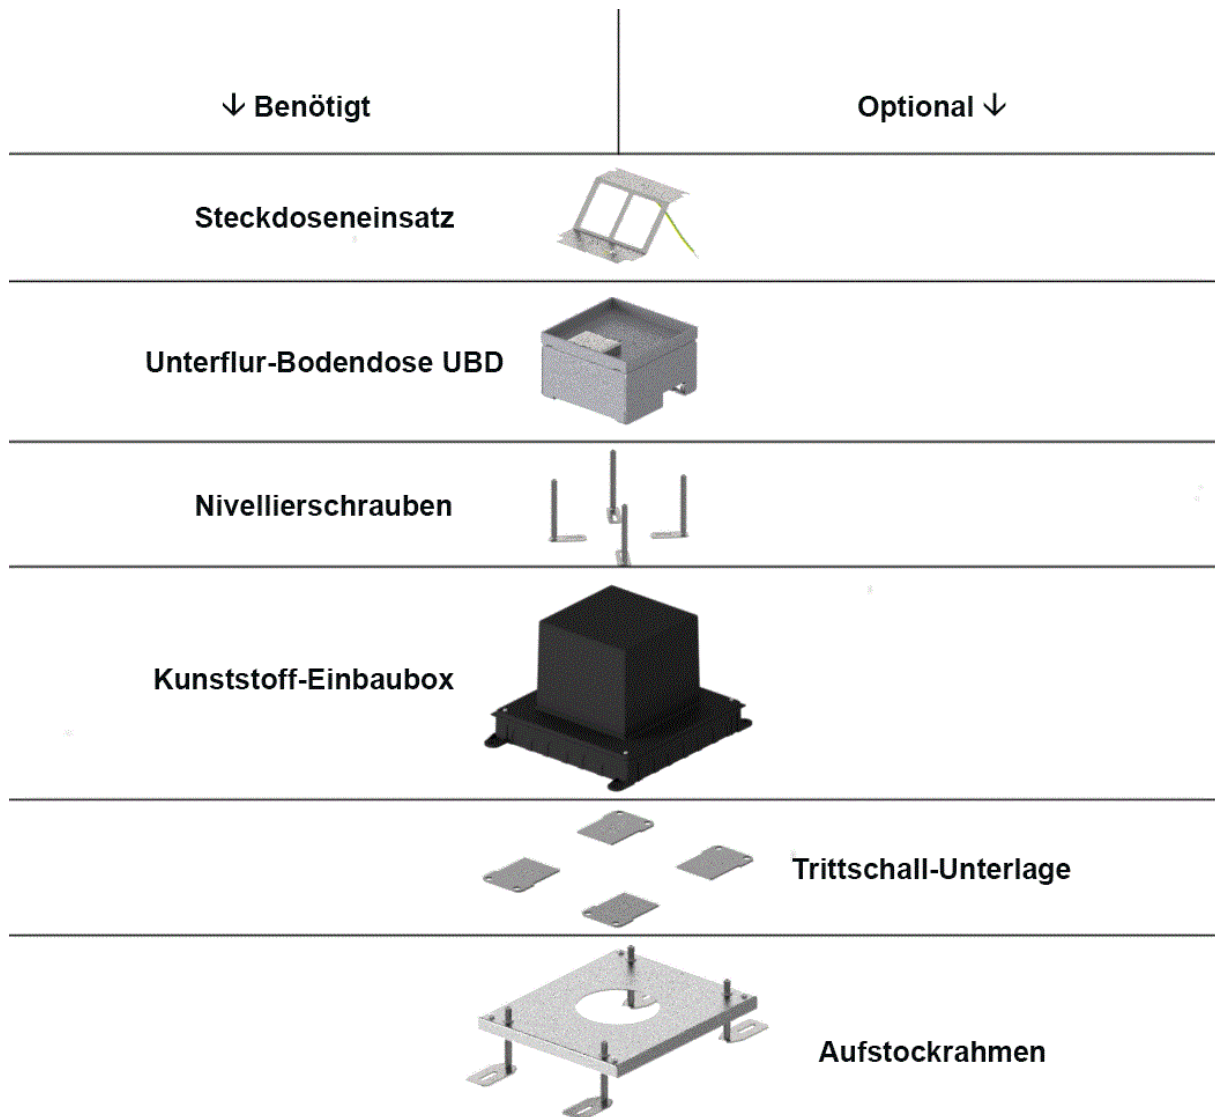 ↓ Benötigt
Optional ↓
Steckdoseneinsatz
Unterflur-Bodendose UBD
Nivellierschrauben
Kunststoff-Einbaubox
Trittschall-Unterlage
Aufstockrahmen